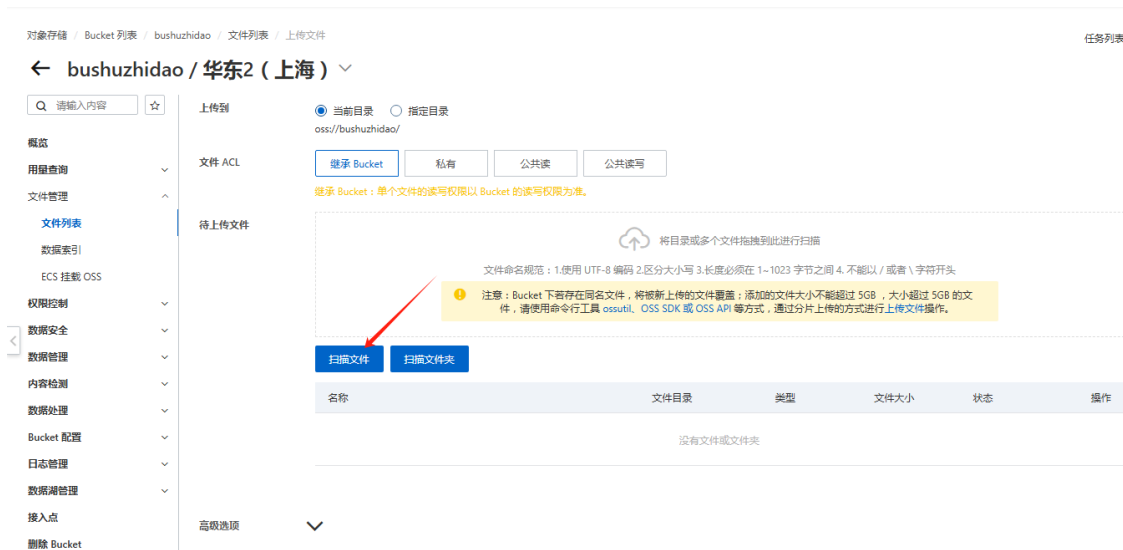 对象存储 / Bucket 列表 / bushuzhidao / 文件列表 / 上传文件
任务列表
bushuzhidao / 华东2（上海）
请输入内容
概览
用量查询
文件管理
文件列表
数据索引
ECS 挂载 OSS
权限控制
数据安全
数据管理
内容检测
数据处理
Bucket 配置
日志管理
数据湖管理
接入点
删除 Bucket
上传到
当前目录 指定目录
oss://bushuzhidao/
文件 ACL
继承 Bucket 私有 公共读 公共读写
继承 Bucket：单个文件的读写权限以 Bucket 的读写权限为准。
待上传文件
将目录或多个文件拖拽到此进行扫描
文件命名规范：1.使用 UTF-8 编码 2.区分大小写 3.长度必须在 1~1023 字节之间 4. 不能以 / 或者 \ 字符开头
注意：Bucket 下若存在同名文件，将被新上传的文件覆盖；添加的文件大小不能超过 5GB ，大小超过 5GB 的文
件，请使用命令行工具 ossutil、OSS SDK 或 OSS API 等方式，通过分片上传的方式进行上传文件操作。
扫描文件 扫描文件夹
名称 文件目录 类型 文件大小 状态 操作
没有文件或文件夹
高级选项